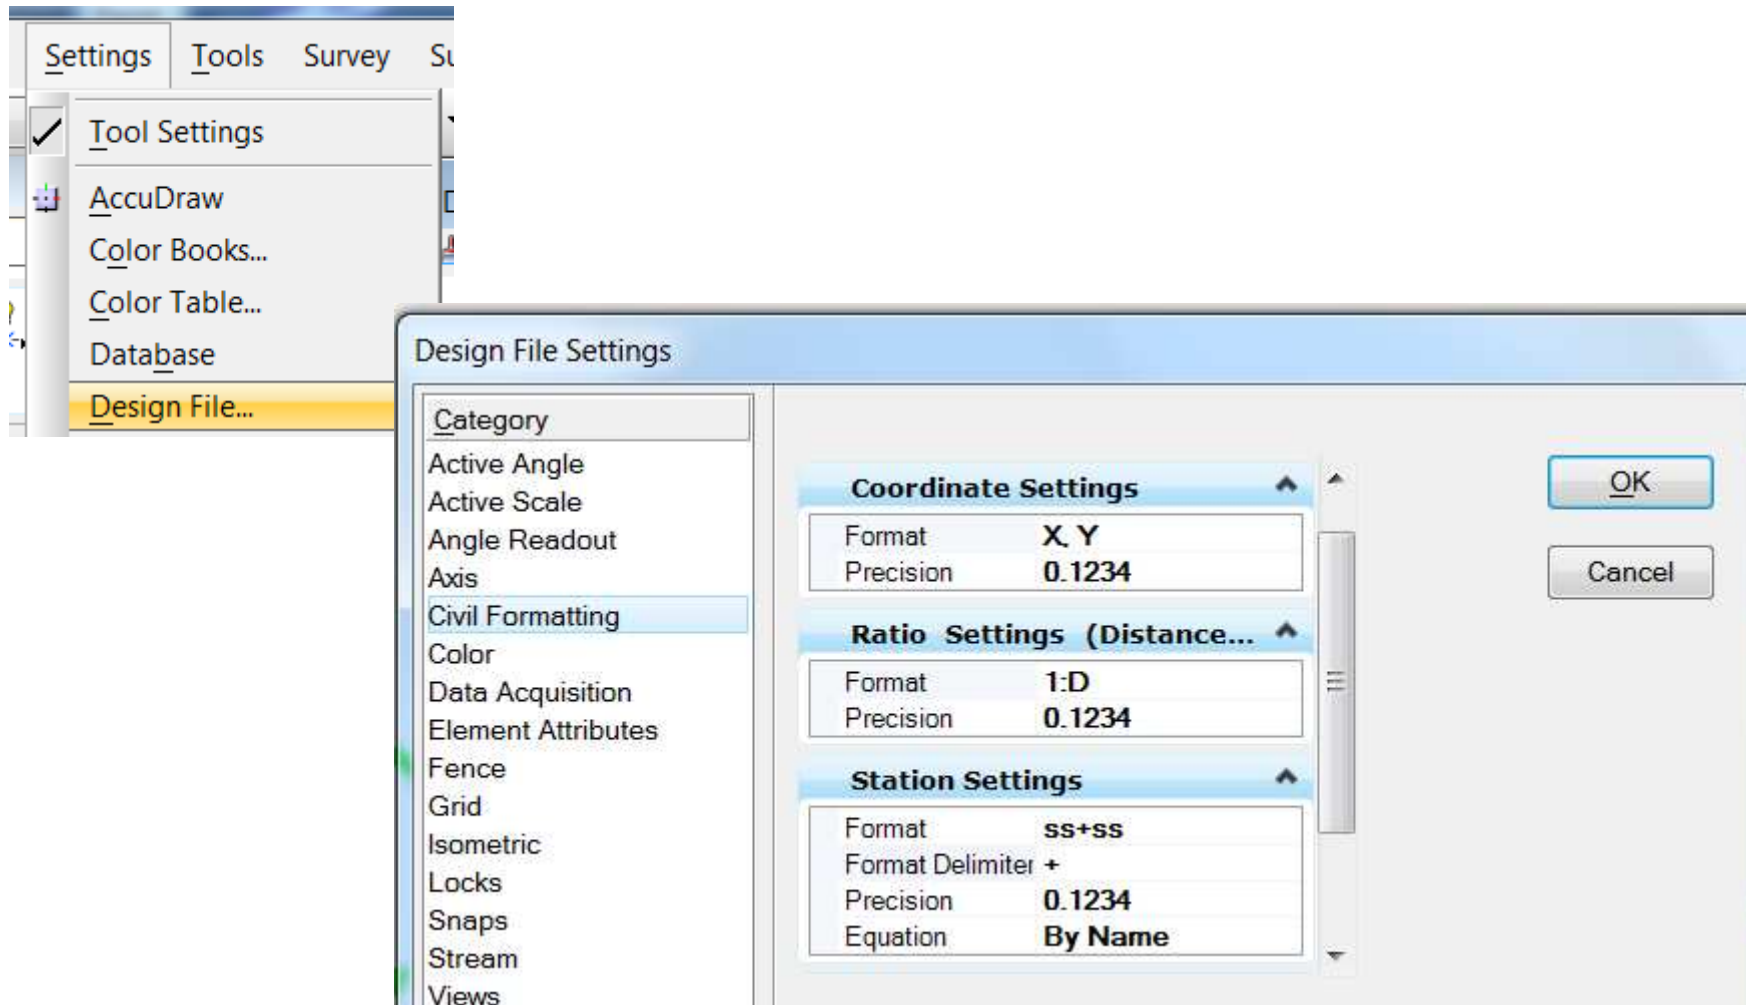 Settings Tools Survey
Tool Settings
AccuDraw
Color Books...
Color Table...
Database
Design File...
Design File Settings
Category
Active Angle
Active Scale
Angle Readout
Axis
Civil Formatting
Color
Data Acquisition
Element Attributes
Fence
Grid
Isometric
Locks
Snaps
Stream
Views
Coordinate Settings
Format X, Y
Precision 0.1234
Ratio Settings (Distance...
Format 1:D
Precision 0.1234
Station Settings
Format ss+ss
Format Delimiter +
Precision 0.1234
Equation By Name
OK
Cancel